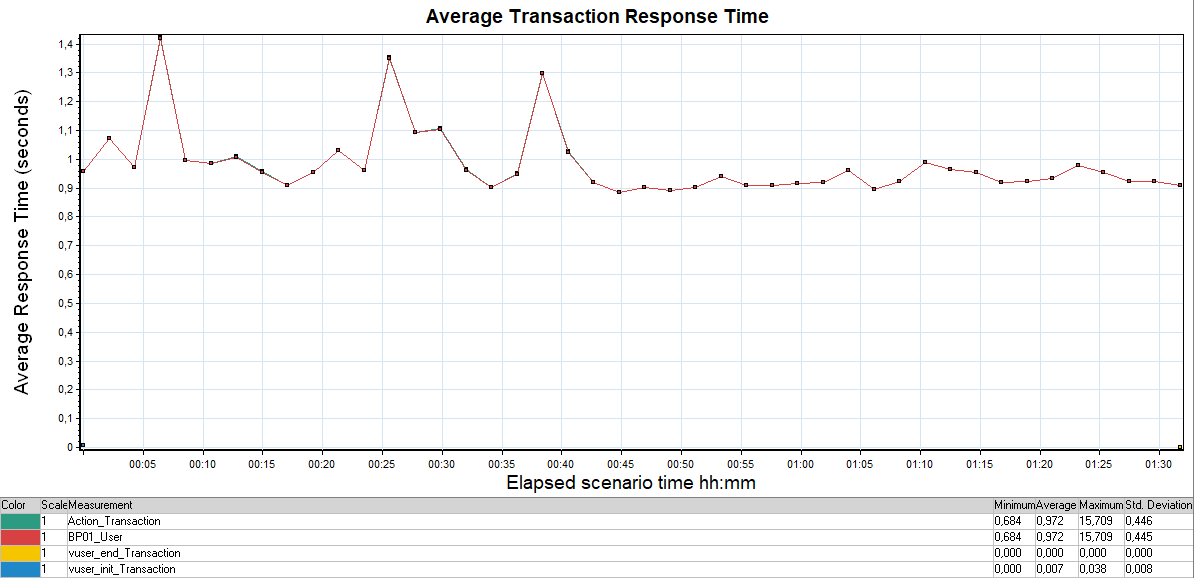 Average Transaction Response Time
Average Response Time (seconds)
1,4
1,3
1,2
1,1
1
0,9
0,8
0,7
0,6
0,5
0,4
0,3
0,2
0,1
0
00:05 00:10 00:15 00:20 00:25 00:30 00:35 00:40 00:45 00:50 00:55 01:00 01:05 01:10 01:15 01:20 01:25 01:30
Elapsed scenario time hh:mm
Color Scale Measurement Minimum Average Maximum Std. Deviation
1 Action_Transaction 0,684 0,972 15,709 0,446
1 BP01_User 0,684 0,972 15,709 0,445
1 vuser_end_Transaction 0,000 0,000 0,000 0,000
1 vuser_init_Transaction 0,000 0,007 0,038 0,008